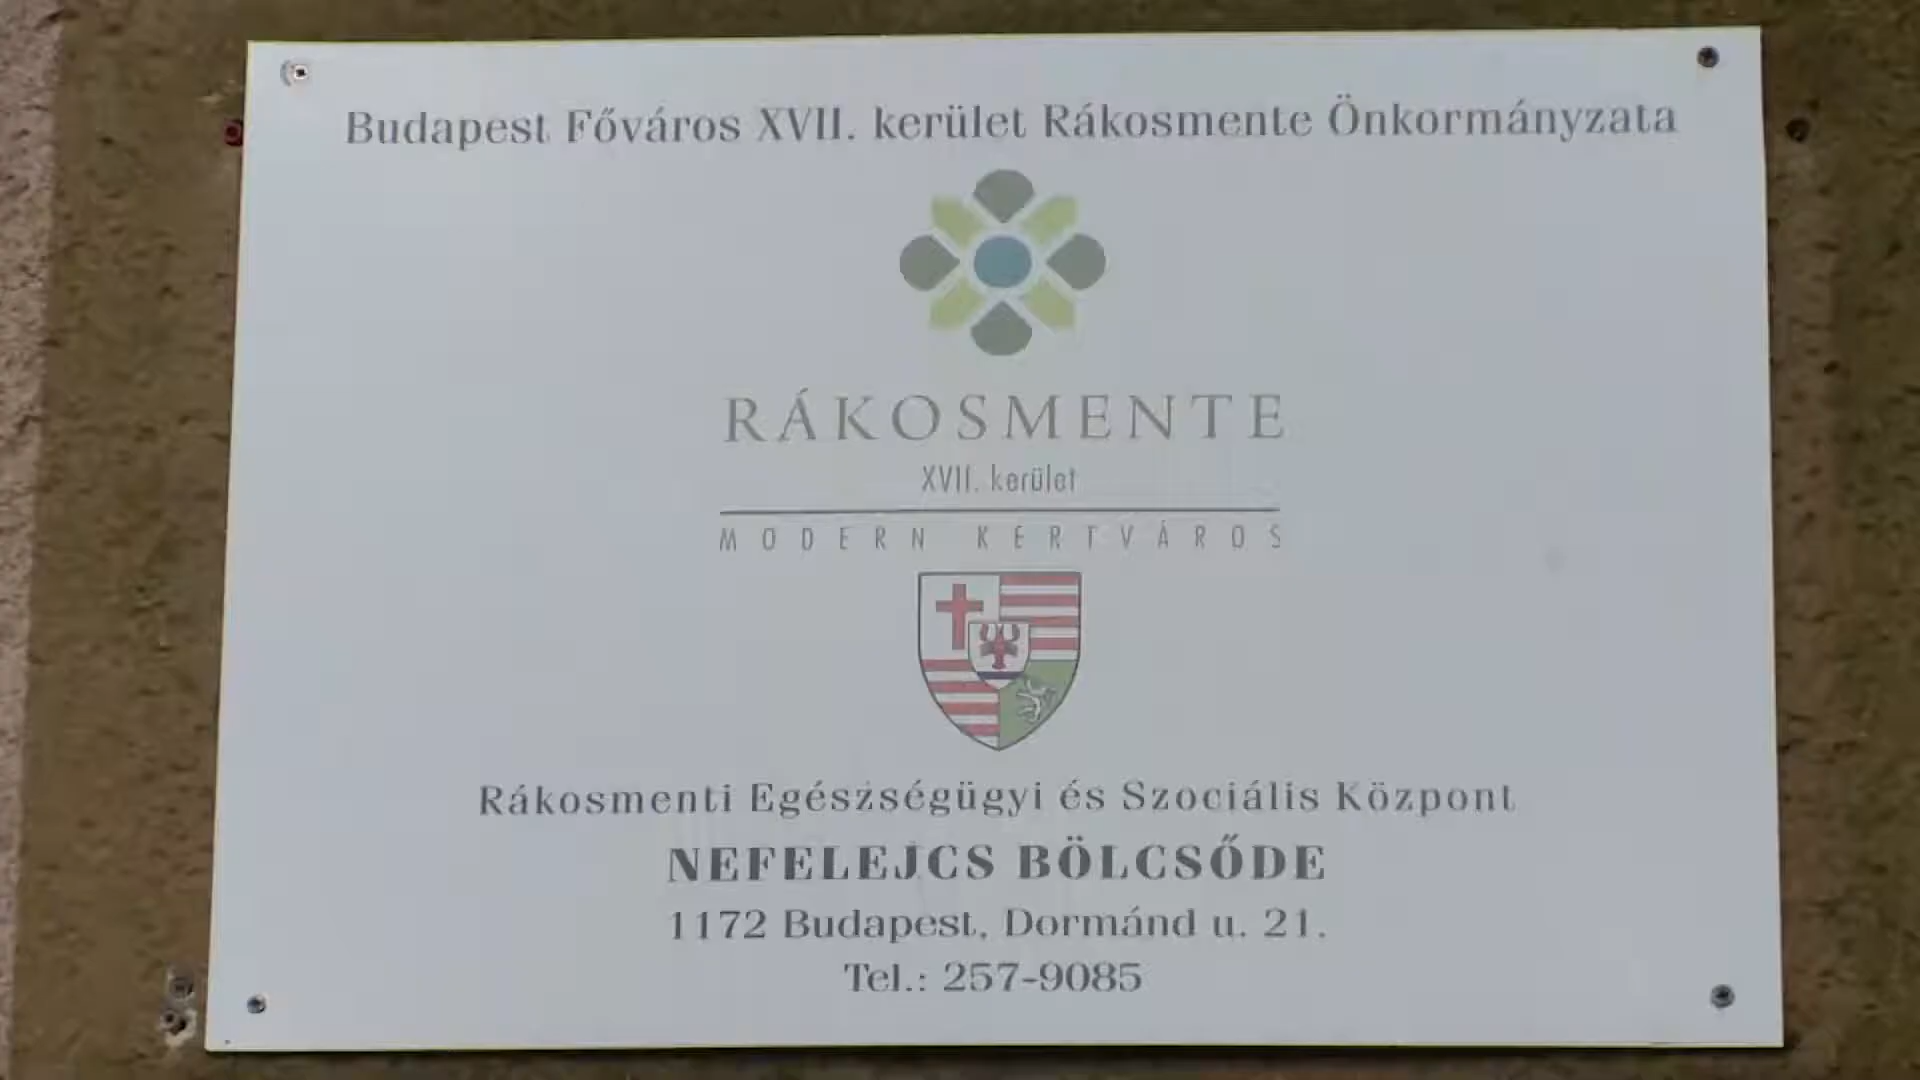 Budapest Főváros XVII. kerület Rákosmente Önkormányzata
RÁKOSMENTE
XVII. kerület
MODERN KERTVÁROS
Rákosmenti Egészségügyi és Szociális Központ
NEFELEJCS BÖLCSŐDE
1172 Budapest, Dormánd u. 21.
Tel.: 257-9085